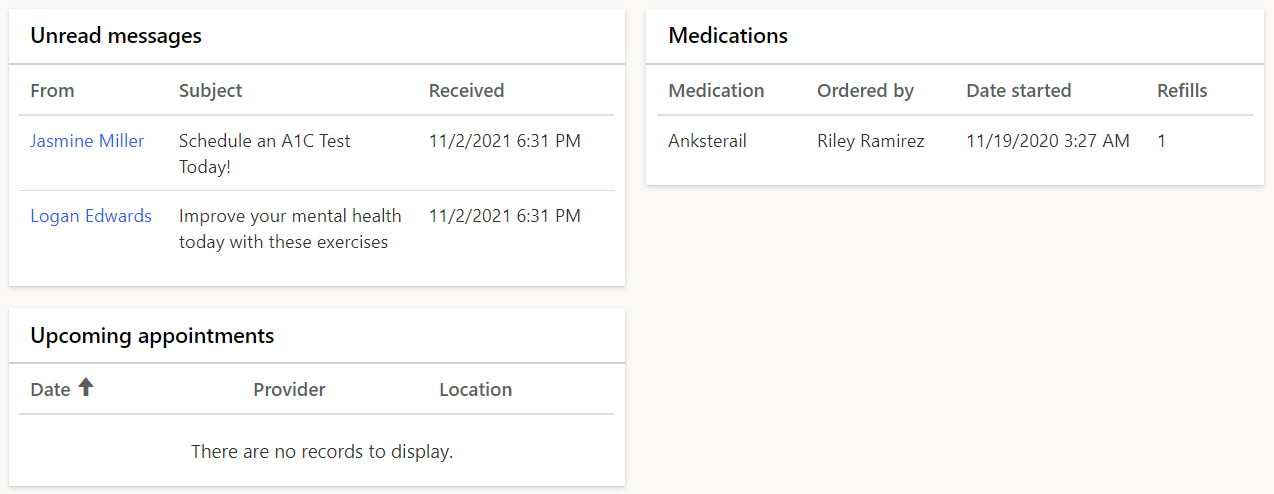 Unread messages
From Subject Received
Jasmine Miller Schedule an A1C Test 11/2/2021 6:31 PM
Today!
Logan Edwards Improve your mental health 11/2/2021 6:31 PM
today with these exercises
Upcoming appointments
Date Provider Location
There are no records to display.
Medications
Medication Ordered by Date started Refills
Anksterail Riley Ramirez 11/19/2020 3:27 AM 1